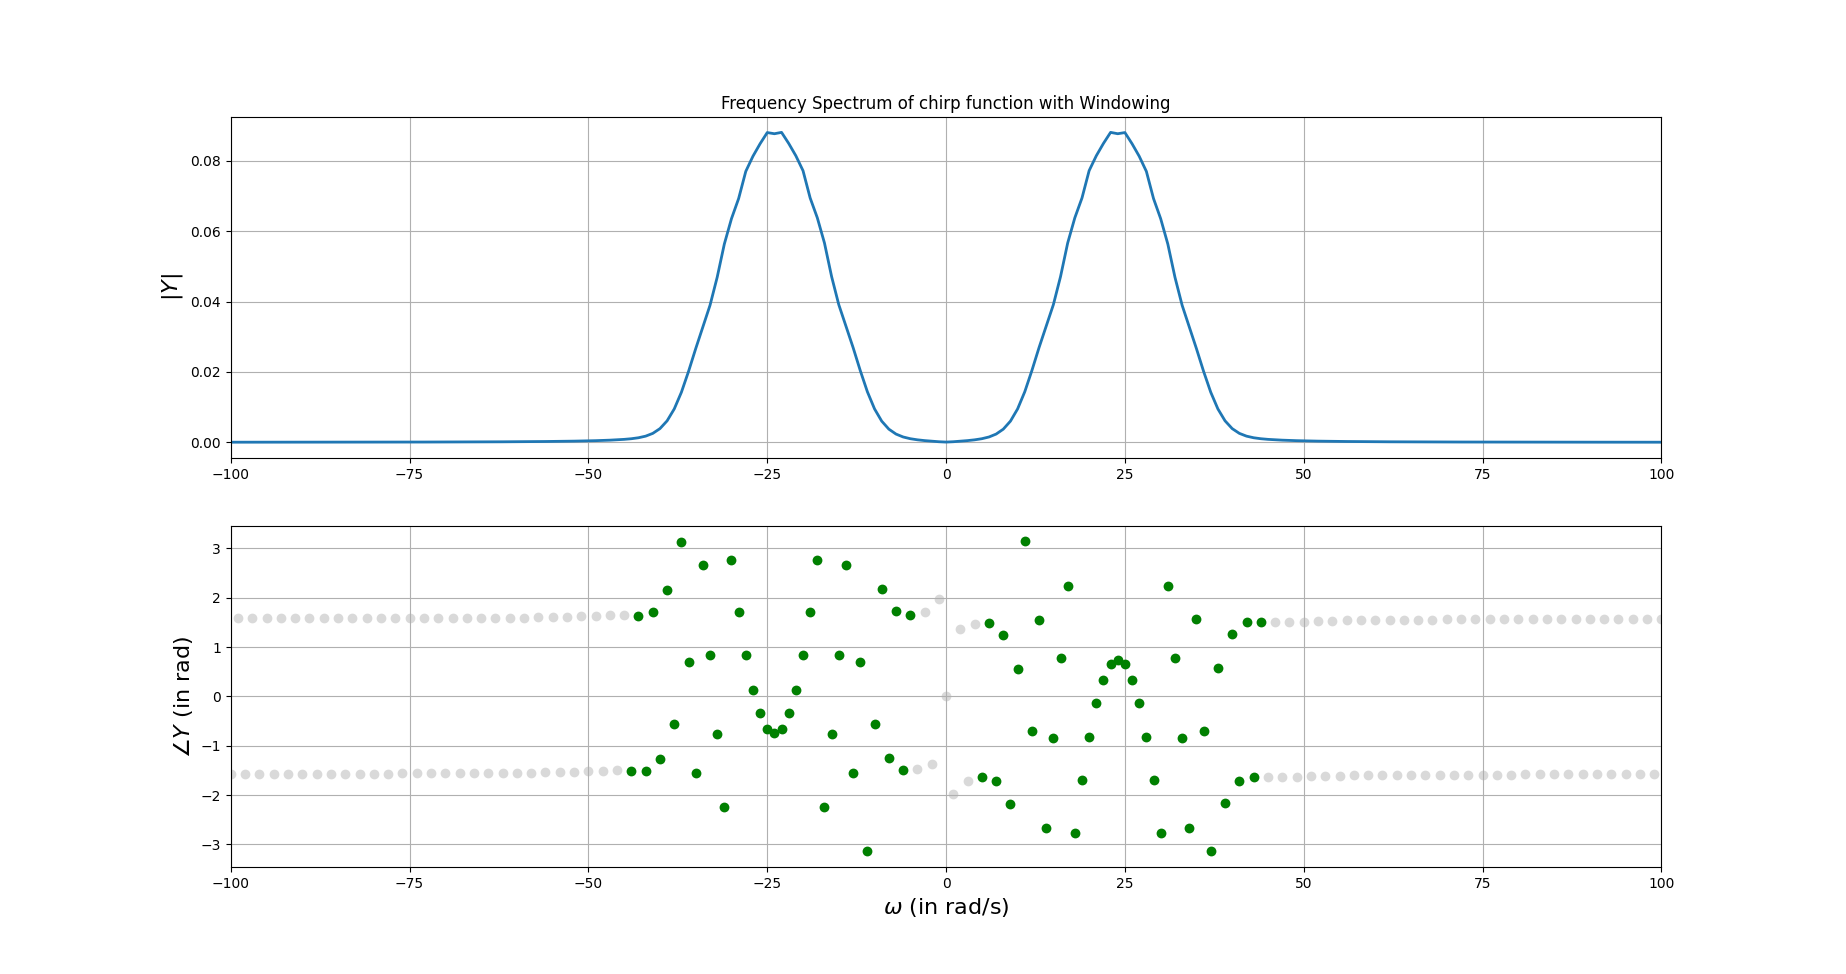 Frequency Spectrum of chirp function with Windowing
|Y|
0.08
0.06
0.04
0.02
0.00
−100 −75 −50 −25 0 25 50 75 100
∠Y (in rad)
3
2
1
0
−1
−2
−3
−100 −75 −50 −25 0 25 50 75 100
ω (in rad/s)